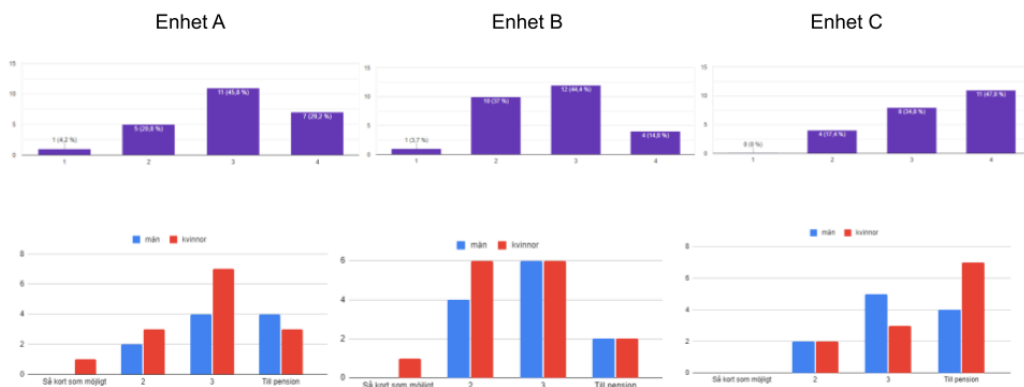 Enhet A
Enhet B
Enhet C
15
10
5
0
1 (4,2 %)
5 (20,8 %)
11 (45,8 %)
7 (29,2 %)
1
2
3
4
15
10
5
0
1 (3,7 %)
10 (37 %)
12 (44,4 %)
4 (14,8 %)
1
2
3
4
15
10
5
0
0 (0 %)
4 (17,4 %)
8 (34,8 %)
11 (47,8 %)
1
2
3
4
män kvinnor
8
6
4
2
0
Så kort som möjligt 2 3 Till pension
män kvinnor
6
4
2
0
Så kort som möjligt 2 3 Till pension
män kvinnor
8
6
4
2
0
Så kort som möjligt 2 3 Till pension